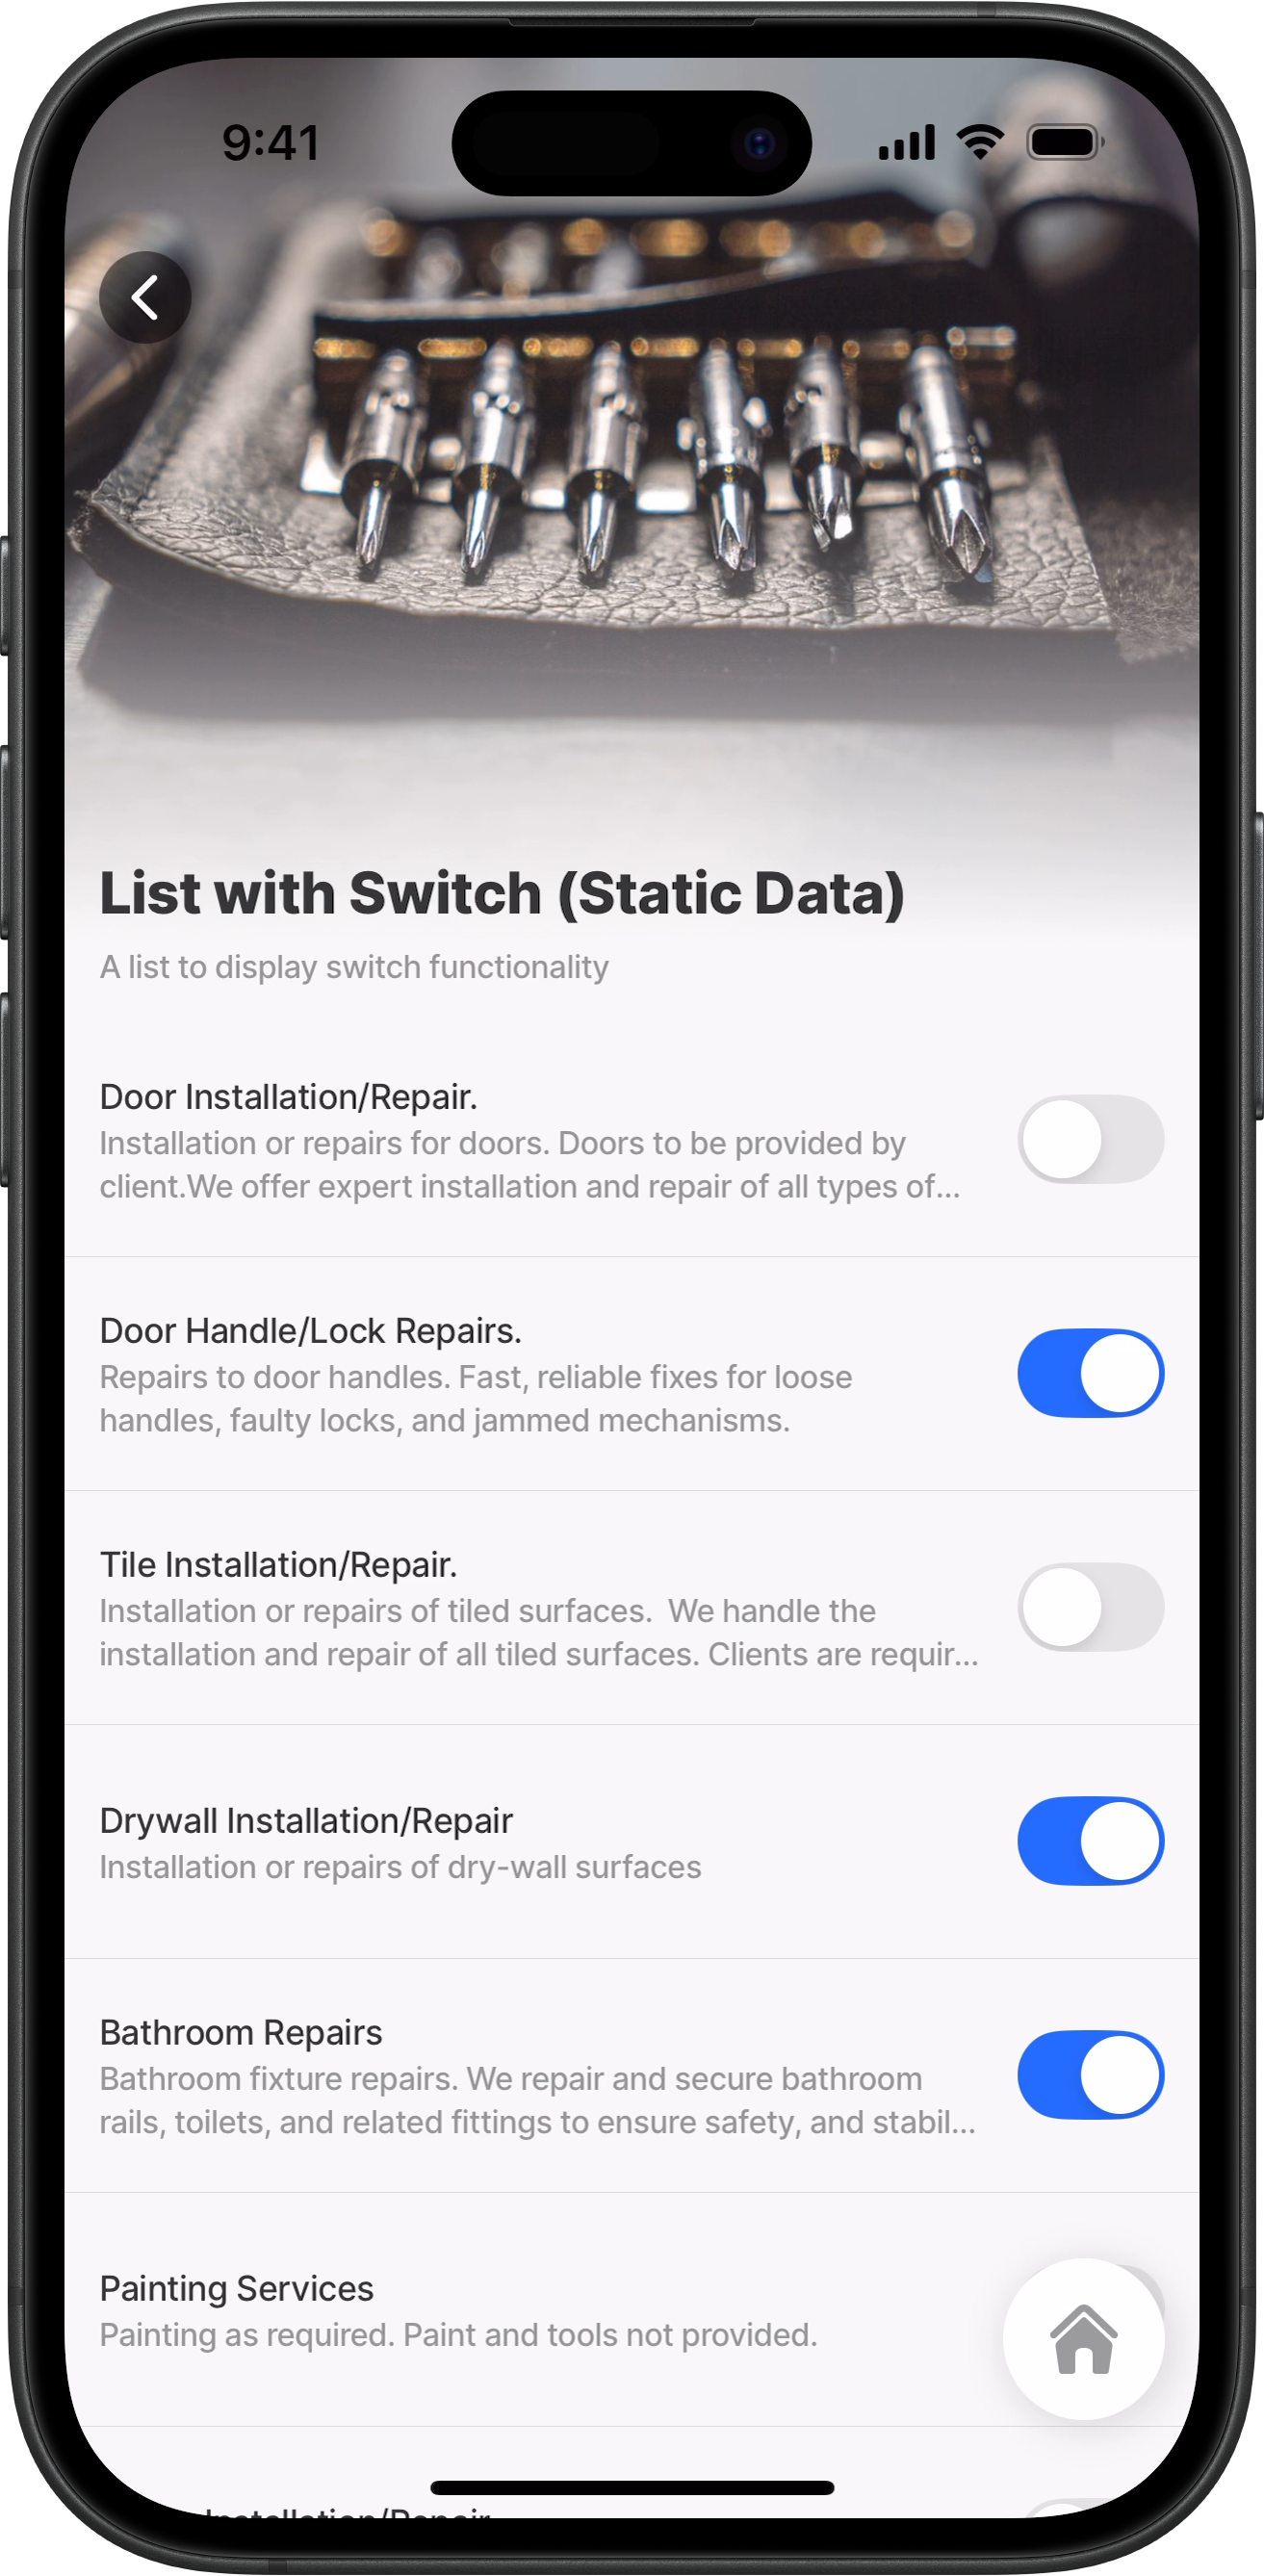 9:41
List with Switch (Static Data)
A list to display switch functionality
Door Installation/Repair.
Installation or repairs for doors. Doors to be provided by
client.We offer expert installation and repair of all types of...
Door Handle/Lock Repairs.
Repairs to door handles. Fast, reliable fixes for loose
handles, faulty locks, and jammed mechanisms.
Tile Installation/Repair.
Installation or repairs of tiled surfaces.  We handle the
installation and repair of all tiled surfaces. Clients are requir...
Drywall Installation/Repair
Installation or repairs of dry-wall surfaces
Bathroom Repairs
Bathroom fixture repairs. We repair and secure bathroom
rails, toilets, and related fittings to ensure safety, and stabil...
Painting Services
Painting as required. Paint and tools not provided.
Installation/Repair